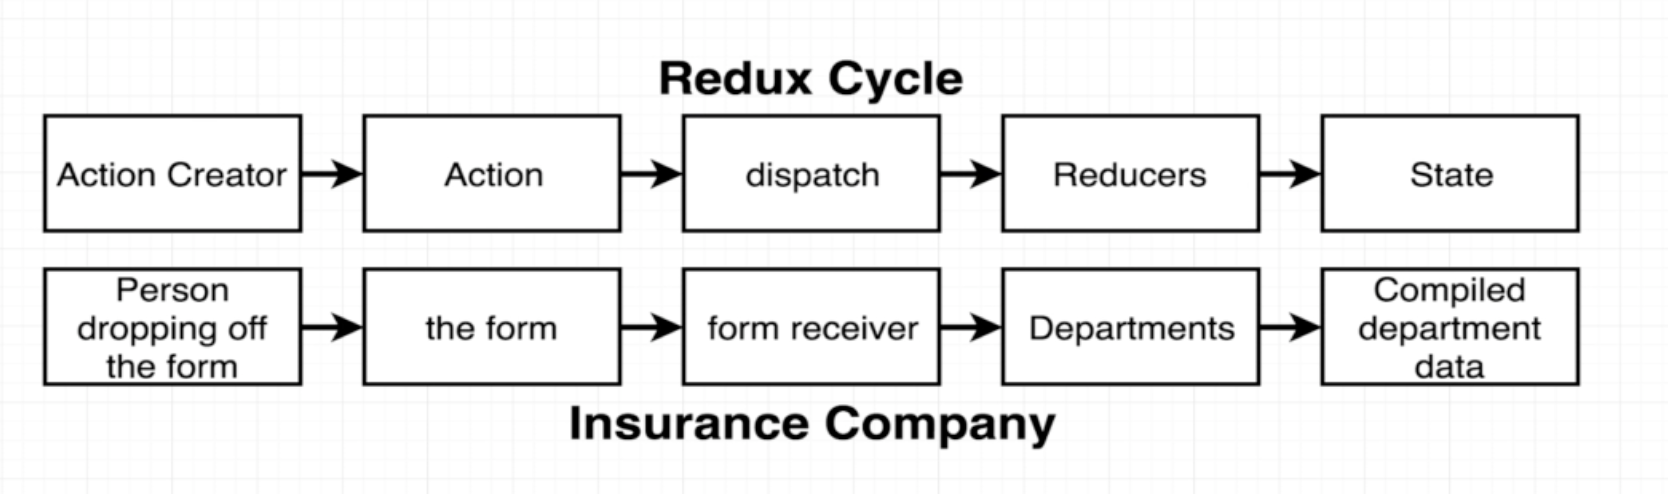 Redux Cycle
Action Creator
Action
dispatch
Reducers
State
Person
dropping off
the form
the form
form receiver
Departments
Compiled
department
data
Insurance Company